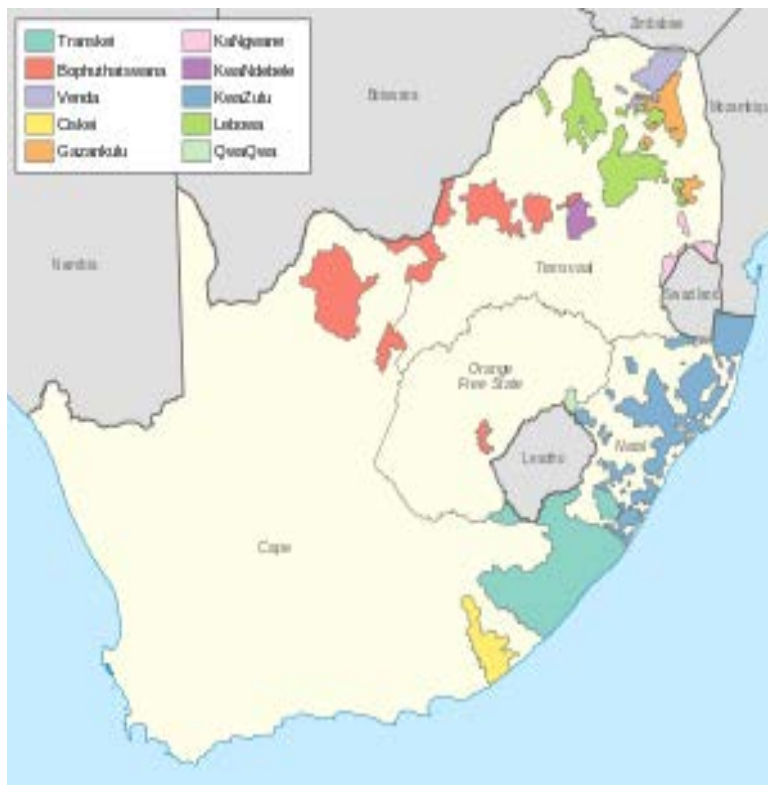 Transkei
Bophuthatswana
Venda
Ciskei
Gazankulu
KaNgwane
KwaNdebele
KwaZulu
Lebowa
QwaQwa
Zimbabwe
Botswana
Mozambique
Namibia
Transvaal
Swaziland
Orange
Free State
Natal
Lesotho
Cape